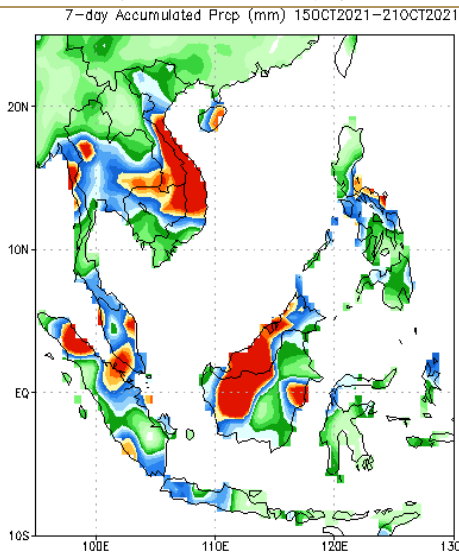 7-day Accumulated Prcp (mm) 15OCT2021-21OCT2021
20N
10N
EQ
10S
100E
110E
120E
130